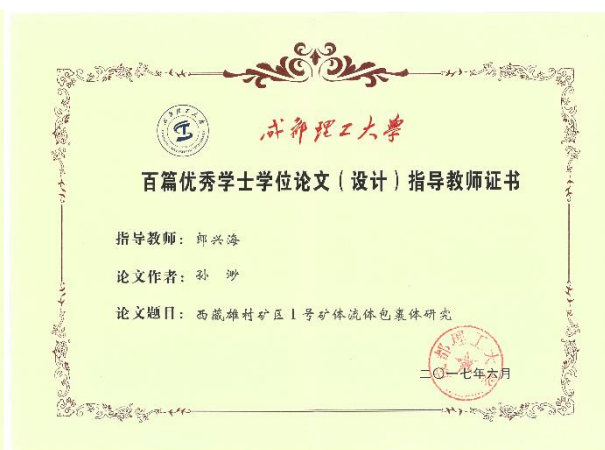 成都理工大学
百篇优秀学士学位论文（设计）指导教师证书
指导教师：郎兴海
论文作者：孙 渺
论文题目：西藏雄村矿区1号矿体流体包裹体研究
二〇一七年六月